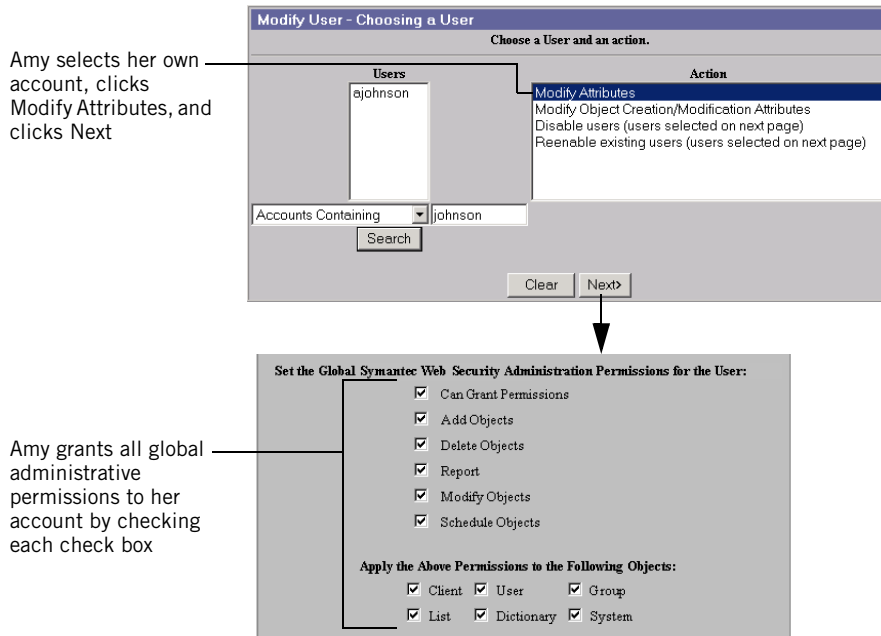 Modify User - Choosing a User
Choose a User and an action.
Amy selects her own
account, clicks
Modify Attributes, and
clicks Next
Users
ajohnson
Action
Modify Attributes
Modify Object Creation/Modification Attributes
Disable users (users selected on next page)
Reenable existing users (users selected on next page)
Accounts Containing johnson
Search
Clear Next>
Set the Global Symantec Web Security Administration Permissions for the User:
Can Grant Permissions
Add Objects
Delete Objects
Report
Modify Objects
Schedule Objects
Amy grants all global
administrative
permissions to her
account by checking
each check box
Apply the Above Permissions to the Following Objects:
Client User Group
List Dictionary System